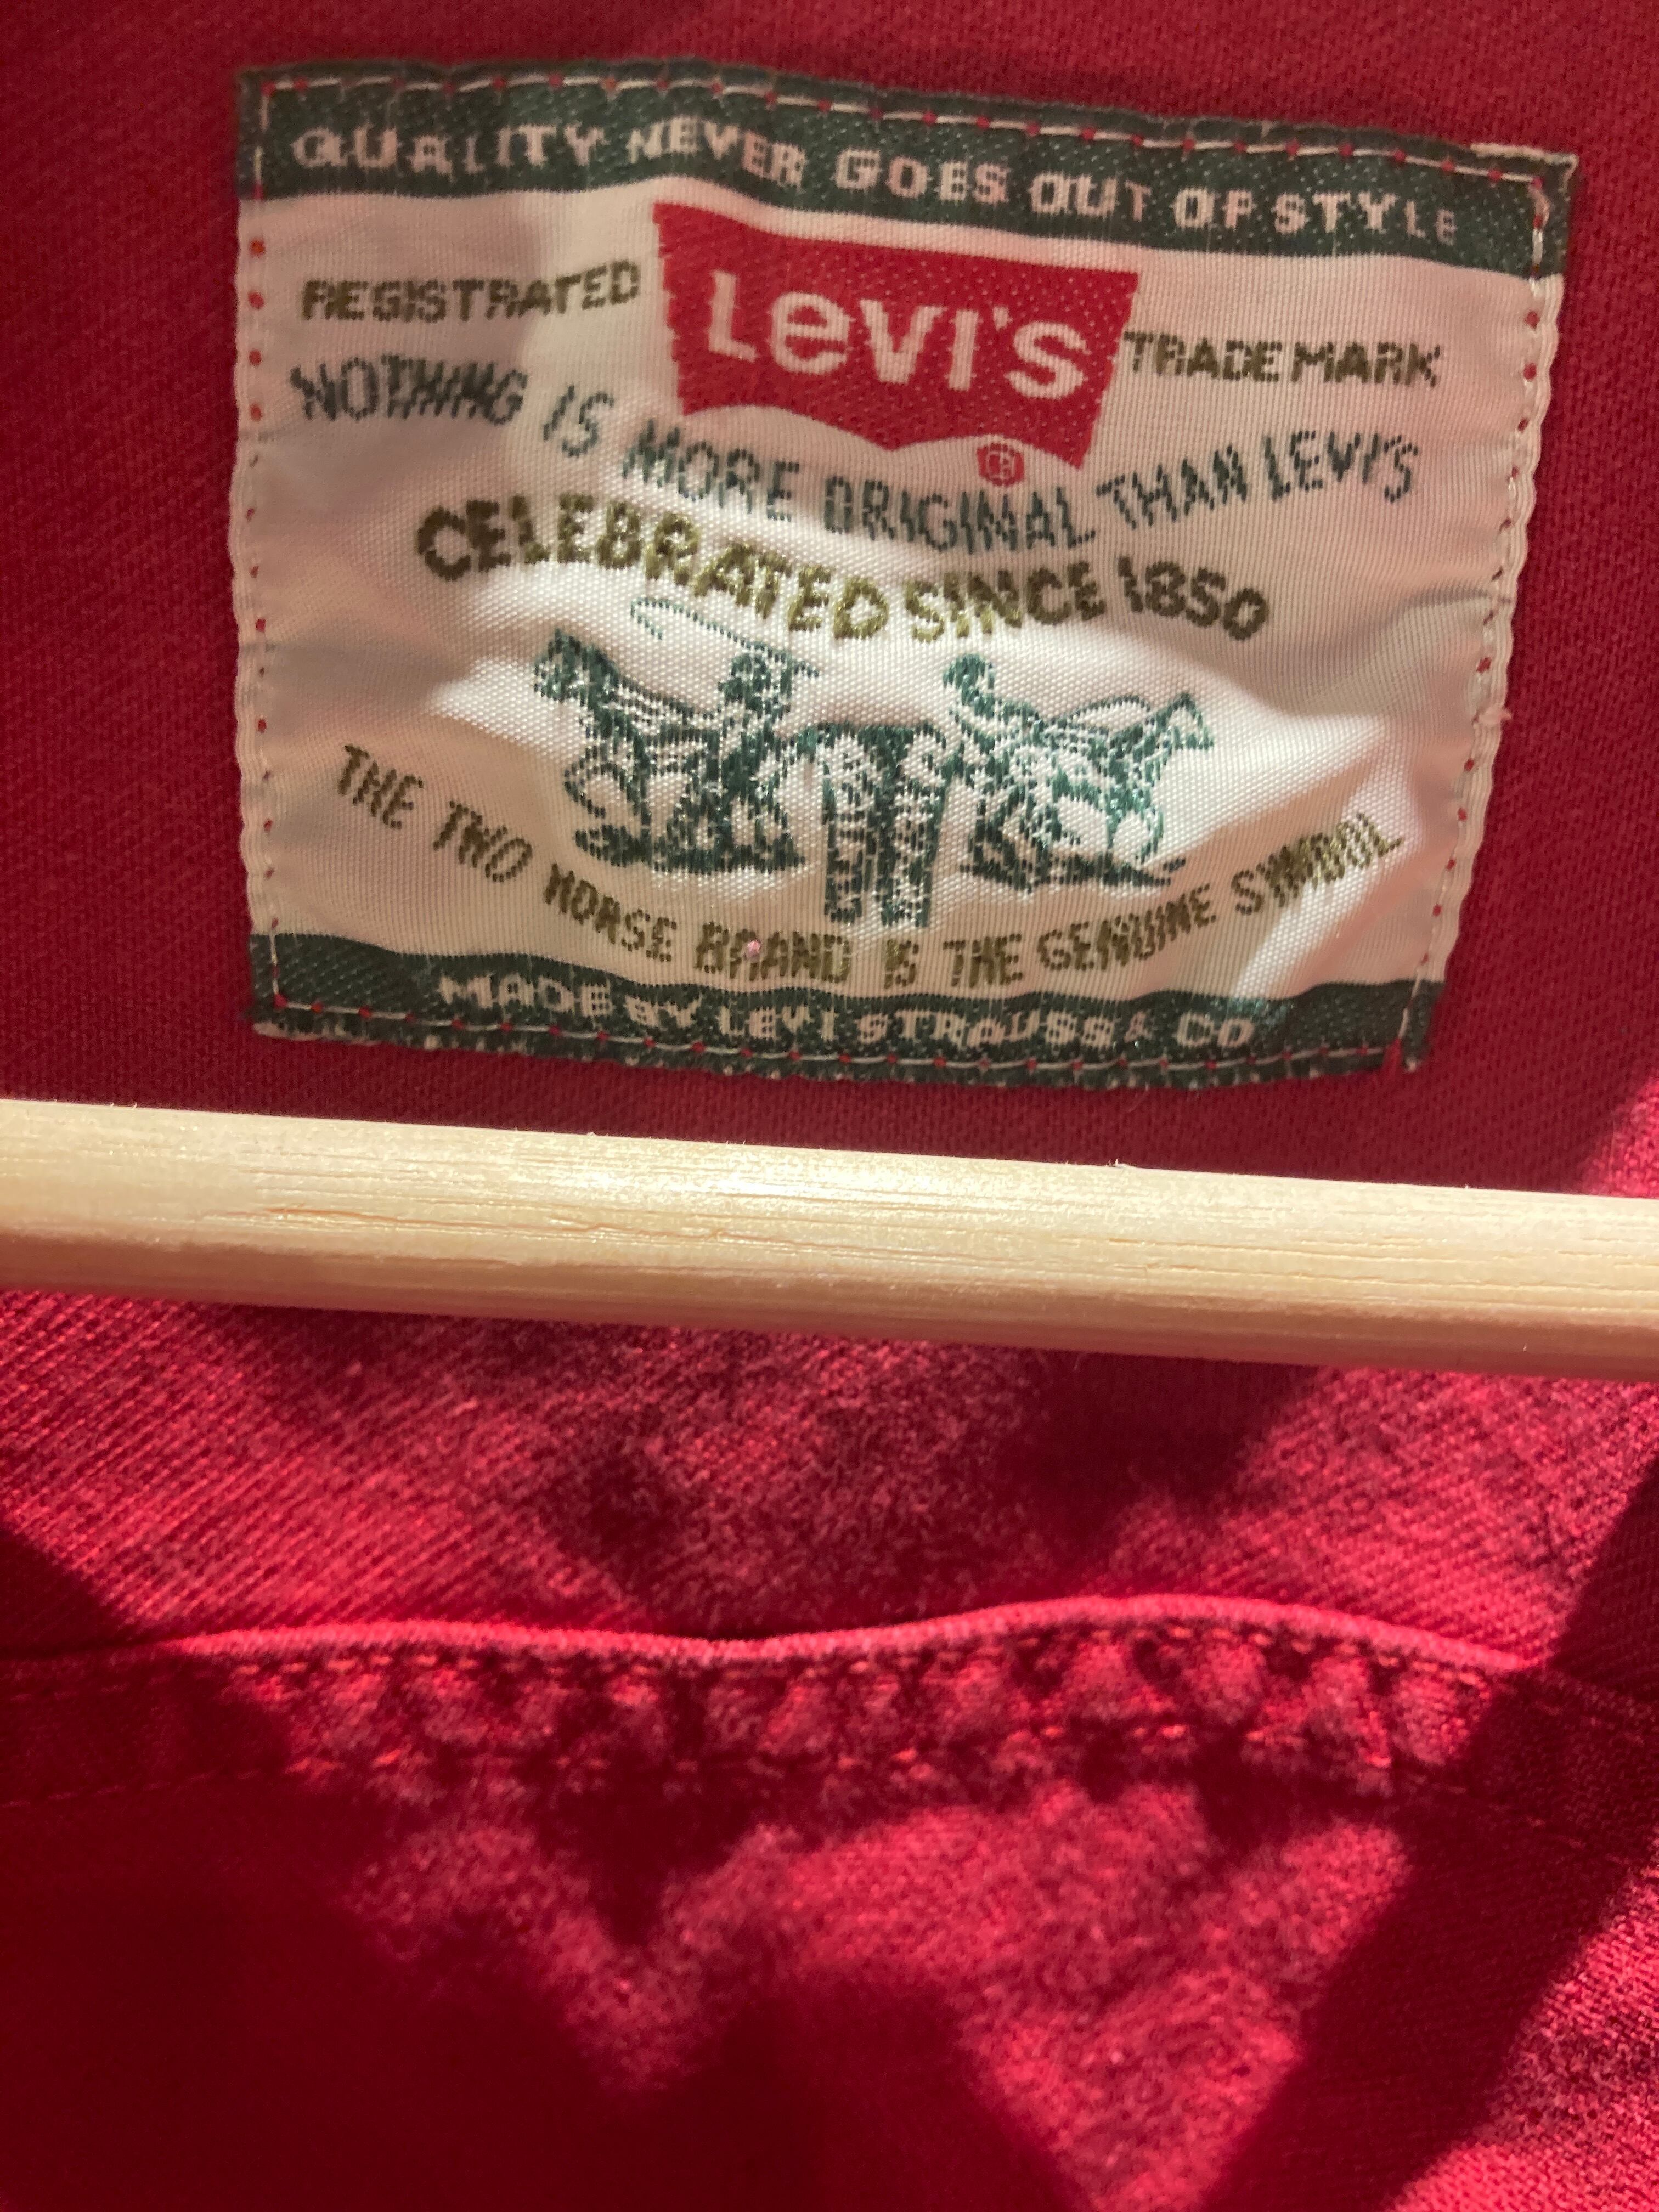 QUALITY NEVER GOES OUT OF STYLE
REGISTRATED LEVI'S TRADE MARK
®
NOTHING IS MORE ORIGINAL THAN LEVI'S
CELEBRATED SINCE 1850
THE TWO HORSE BRAND IS THE GENUINE SYMBOL
MADE BY LEVI STRAUSS & CO